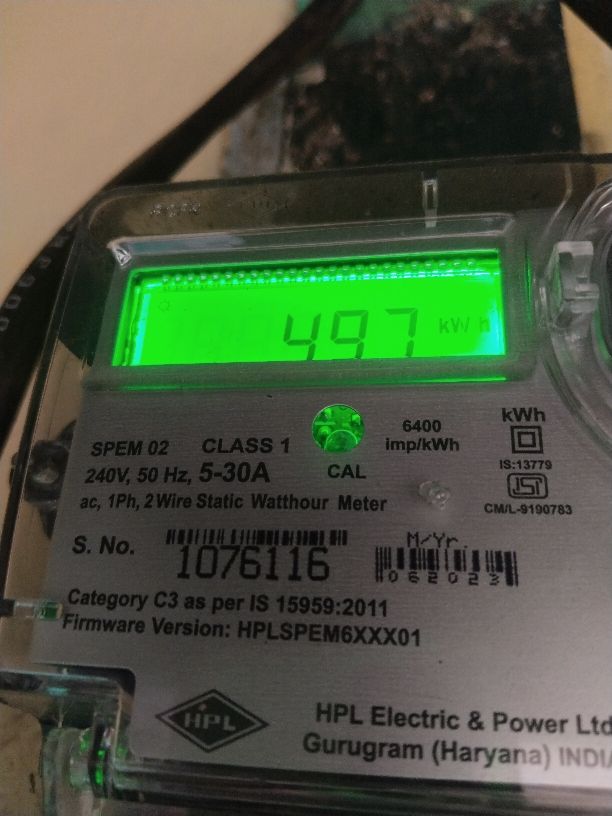 497 kWh
kWh
6400
imp/kWh
SPEM 02 CLASS 1
CAL
IS:13779
240V, 50 Hz, 5-30A
CM/L-9190783
ac, 1Ph, 2 Wire Static Watthour Meter
S. No. 1076116
M/Yr.
062023
Category C3 as per IS 15959:2011
Firmware Version: HPLSPEM6XXX01
HPL
HPL Electric & Power Ltd
Gurugram (Haryana) INDIA